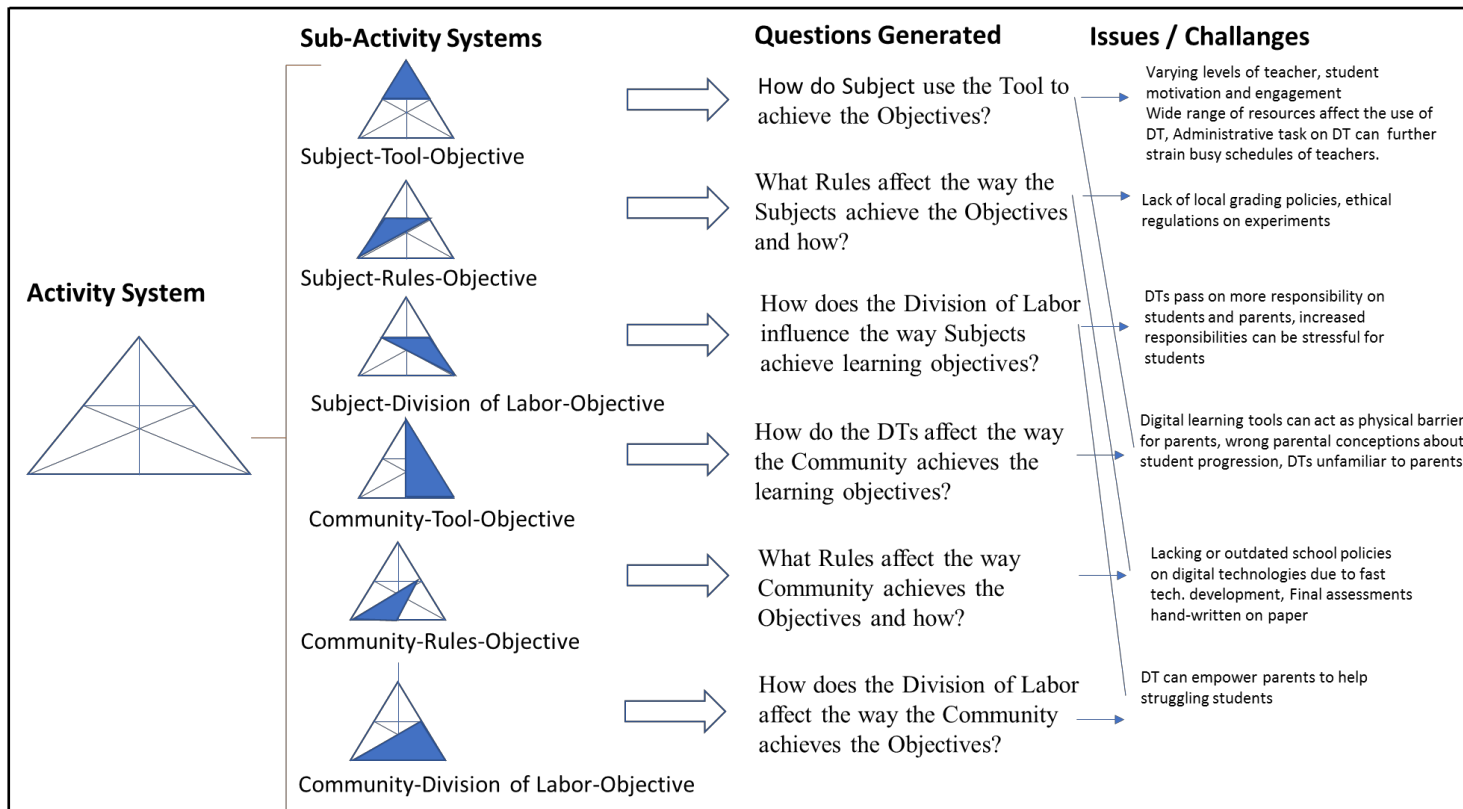 Sub-Activity Systems
Questions Generated
Issues / Challanges
Activity System
Subject-Tool-Objective
How do Subject use the Tool to
achieve the Objectives?
Varying levels of teacher, student
motivation and engagement
Wide range of resources affect the use of
DT, Administrative task on DT can further
strain busy schedules of teachers.
Subject-Rules-Objective
What Rules affect the way the
Subjects achieve the Objectives
and how?
Lack of local grading policies, ethical
regulations on experiments
Subject-Division of Labor-Objective
How does the Division of Labor
influence the way Subjects
achieve learning objectives?
DTs pass on more responsibility on
students and parents, increased
responsibilities can be stressful for
students
Community-Tool-Objective
How do the DTs affect the way
the Community achieves the
learning objectives?
Digital learning tools can act as physical barrier
for parents, wrong parental conceptions about
student progression, DTs unfamiliar to parents
Community-Rules-Objective
What Rules affect the way
Community achieves the
Objectives and how?
Lacking or outdated school policies
on digital technologies due to fast
tech. development, Final assessments
hand-written on paper
Community-Division of Labor-Objective
How does the Division of Labor
affect the way the Community
achieves the Objectives?
DT can empower parents to help
struggling students